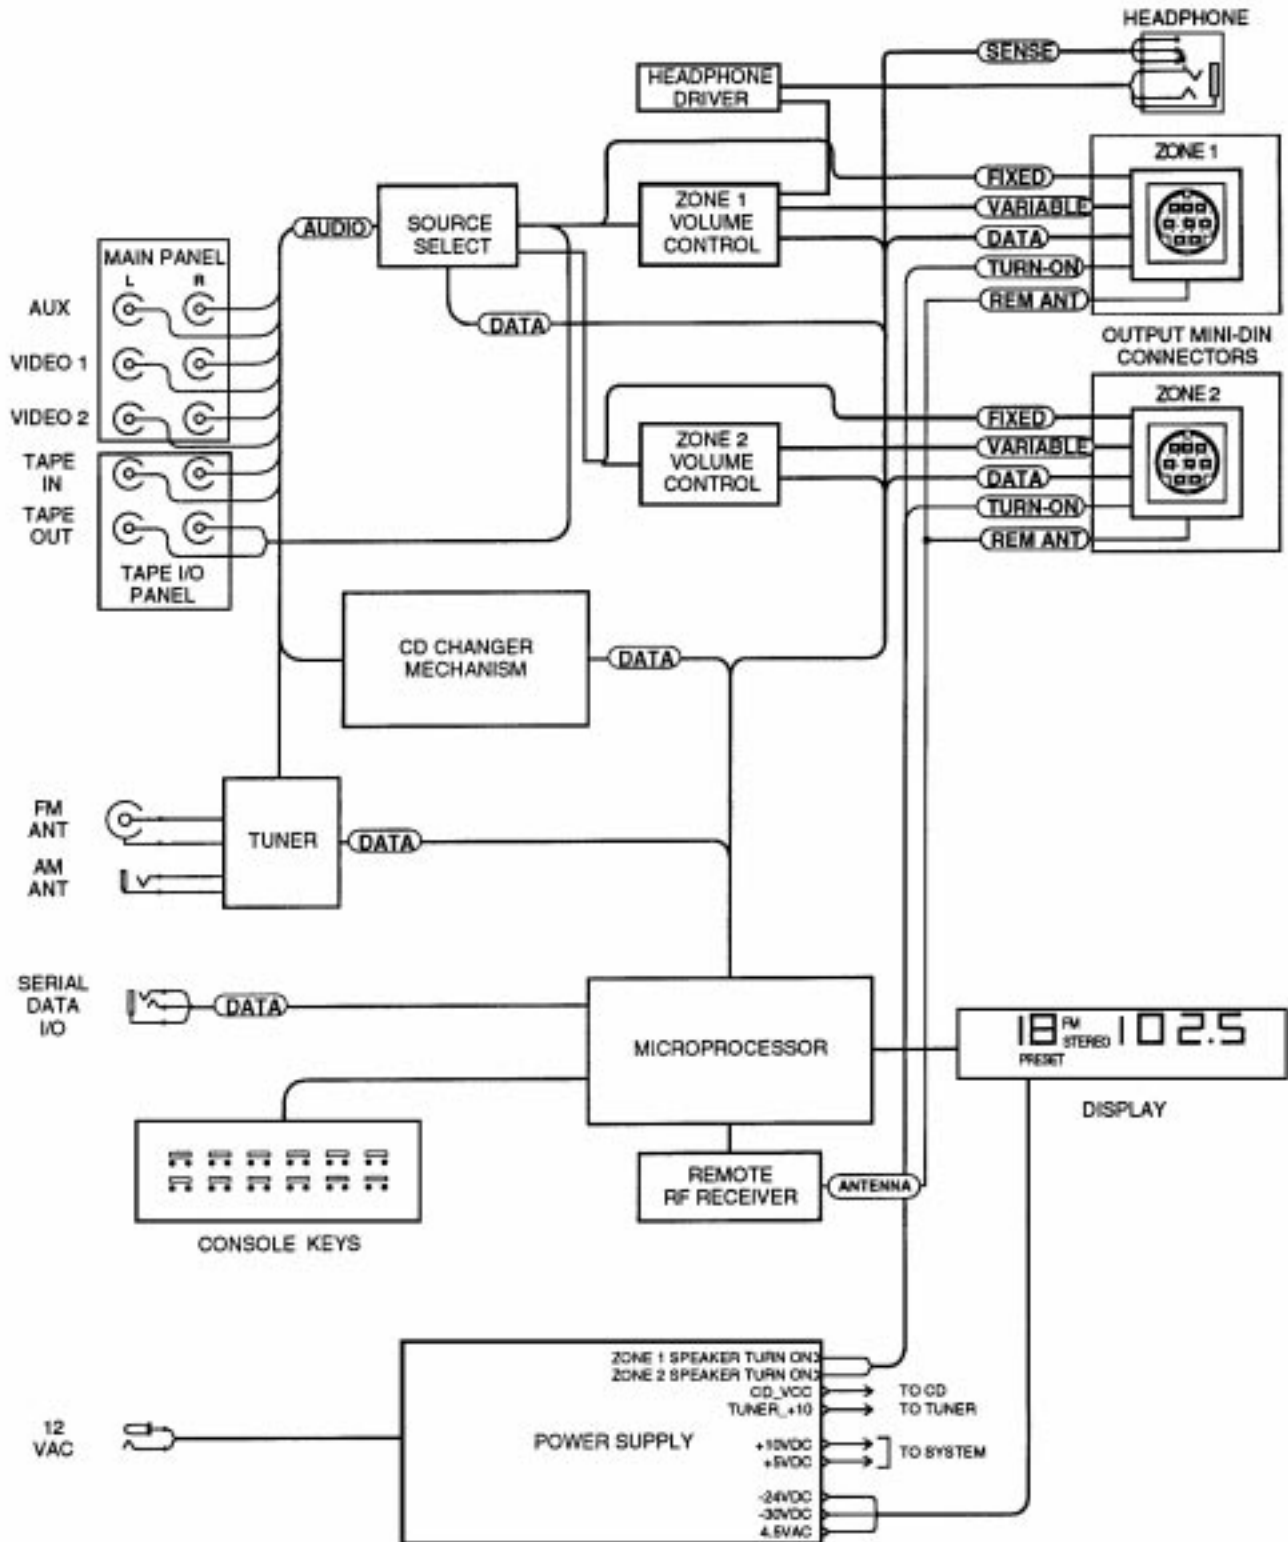 HEADPHONE
SENSE
HEADPHONE
DRIVER
ZONE 1
FIXED
VARIABLE
DATA
TURN-ON
REM ANT
ZONE 1
VOLUME
CONTROL
SOURCE
SELECT
AUDIO
DATA
MAIN PANEL
L R
AUX
VIDEO 1
VIDEO 2
TAPE
IN
TAPE
OUT
TAPE I/O
PANEL
OUTPUT MINI-DIN
CONNECTORS
ZONE 2
FIXED
VARIABLE
DATA
TURN-ON
REM ANT
ZONE 2
VOLUME
CONTROL
CD CHANGER
MECHANISM
DATA
FM
ANT
AM
ANT
TUNER
DATA
SERIAL
DATA
I/O
DATA
MICROPROCESSOR
18 FM STEREO 102.5
PRESET
DISPLAY
REMOTE
RF RECEIVER
ANTENNA
CONSOLE KEYS
12
VAC
POWER SUPPLY
ZONE 1 SPEAKER TURN ON
ZONE 2 SPEAKER TURN ON
CD_VCC TO CD
TUNER_+10 TO TUNER
+10VDC
+5VDC
TO SYSTEM
-24VDC
-30VDC
4.5VAC